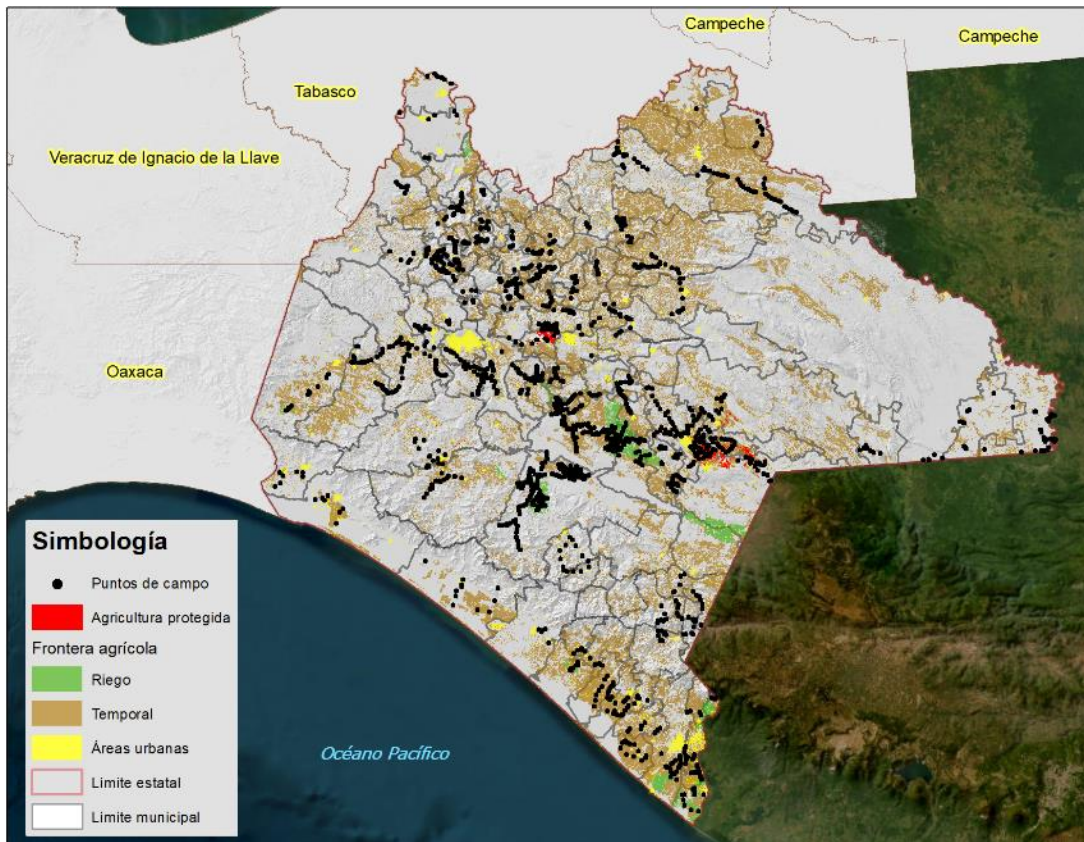 Campeche
Campeche
Tabasco
Veracruz de Ignacio de la Llave
Oaxaca
Océano Pacífico
Simbología
Puntos de campo
Agricultura protegida
Frontera agrícola
Riego
Temporal
Áreas urbanas
Limite estatal
Limite municipal